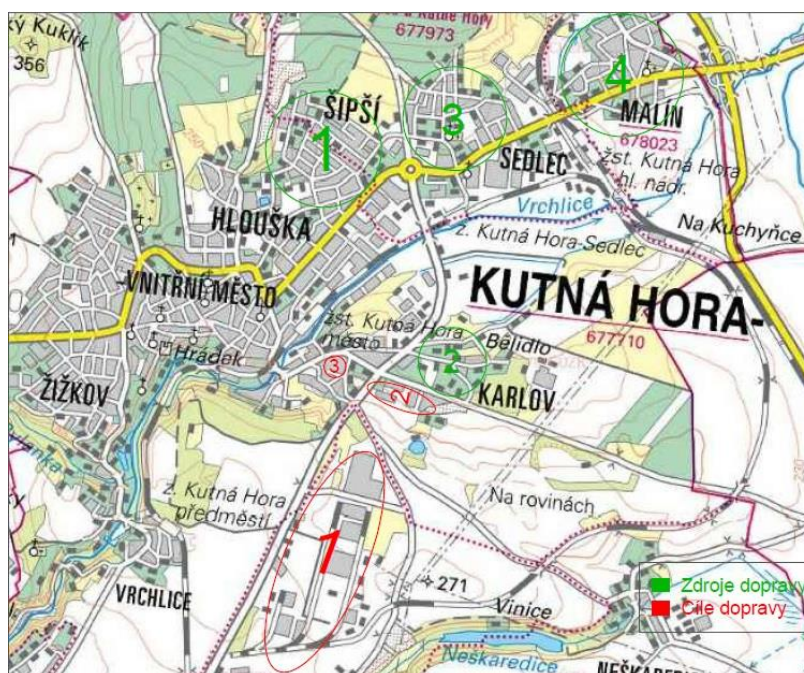 ký Kuklík
356
677973
ŠIPŠÍ
1
3
4
MALÍN
678023
SEDLEC
žst. Kutná Hora
hl. nádr.
HLOUŠKA
Vrchlice
z. Kutná Hora-Sedlec
Na Kuchyňce
VNITŘNÍ MĚSTO
KUTNÁ HORA-
677710
žst. Kutná Hora
město
Hrádek
3
2
Bělidlo
2
KARLOV
ŽIŽKOV
z. Kutná Hora
předměstí
1
Na rovinách
271
VRCHLICE
Vinice
Neškaredice
Zdroje dopravy
Cíle dopravy